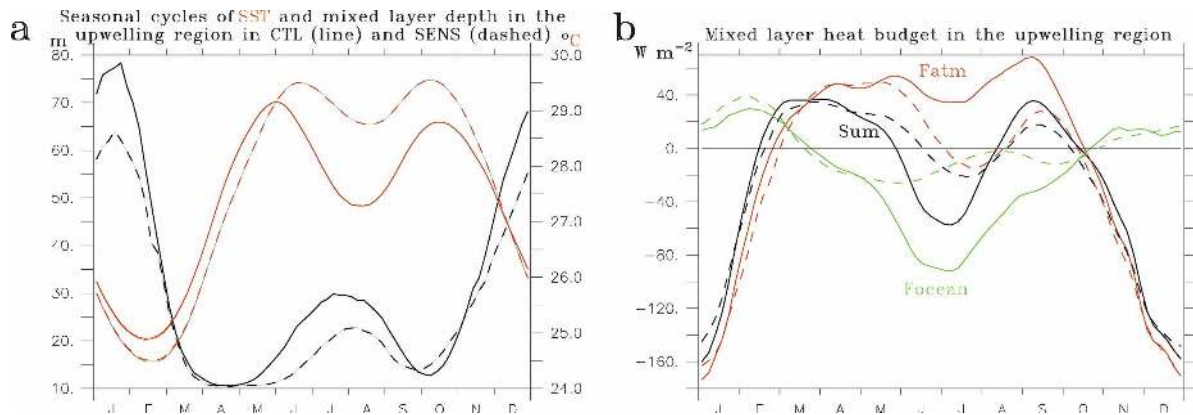 a
Seasonal cycles of SST and mixed layer depth in the
upwelling region in CTL (line) and SENS (dashed)
m
°C
80.
70.
60.
50.
40.
30.
20.
10.
30.0
29.0
28.0
27.0
26.0
25.0
24.0
J F M A M J J A S O N D
b
Mixed layer heat budget in the upwelling region
W m⁻²
40.
0.
-40.
-80.
-120.
-160.
Fatm
Sum
Focean
J F M A M J J A S O N D